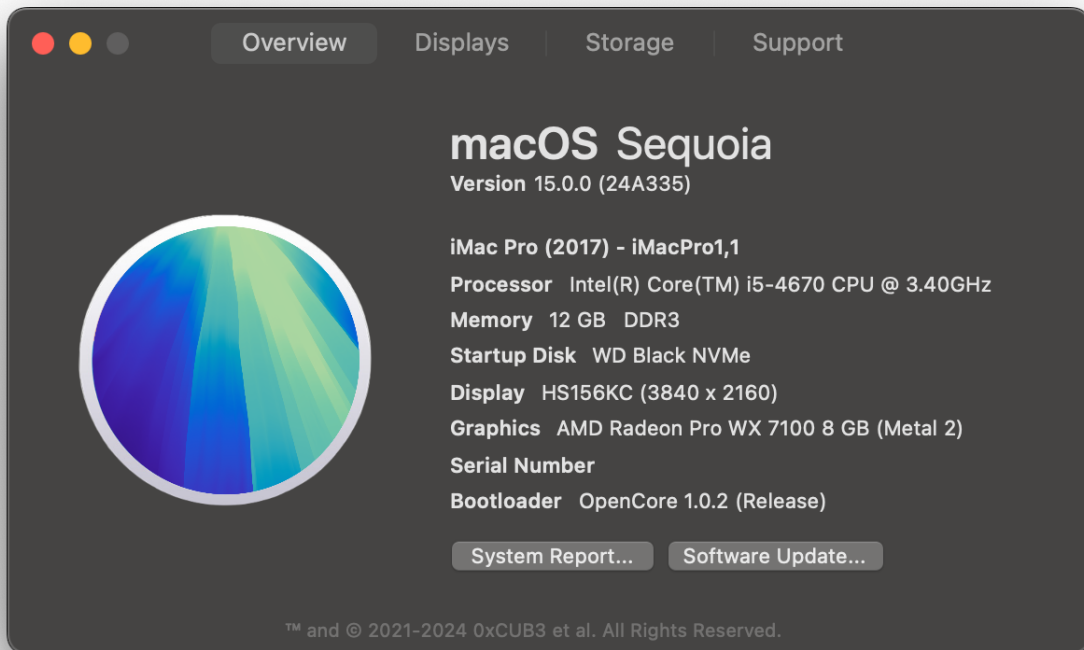 Overview Displays Storage Support
macOS Sequoia
Version 15.0.0 (24A335)
iMac Pro (2017) - iMacPro1,1
Processor Intel(R) Core(TM) i5-4670 CPU @ 3.40GHz
Memory 12 GB DDR3
Startup Disk WD Black NVMe
Display HS156KC (3840 x 2160)
Graphics AMD Radeon Pro WX 7100 8 GB (Metal 2)
Serial Number
Bootloader OpenCore 1.0.2 (Release)
System Report... Software Update...
™ and © 2021-2024 0xCUB3 et al. All Rights Reserved.